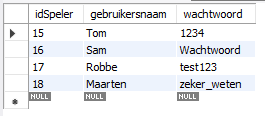 idSpeler gebruikersnaam wachtwoord
15 Tom 1234
16 Sam Wachtwoord
17 Robbe test123
18 Maarten zeker_weten
NULL NULL NULL